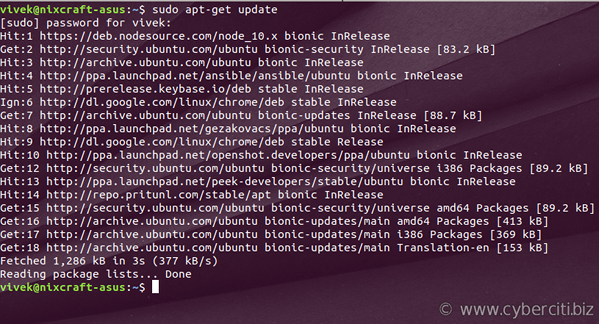 vivek@nixcraft-asus:~$ sudo apt-get update
[sudo] password for vivek:
Hit:1 https://deb.nodesource.com/node_10.x bionic InRelease
Get:2 http://security.ubuntu.com/ubuntu bionic-security InRelease [83.2 kB]
Hit:3 http://archive.ubuntu.com/ubuntu bionic InRelease
Hit:4 http://ppa.launchpad.net/ansible/ansible/ubuntu bionic InRelease
Hit:5 http://prerelease.keybase.io/deb stable InRelease
Ign:6 http://dl.google.com/linux/chrome/deb stable InRelease
Get:7 http://archive.ubuntu.com/ubuntu bionic-updates InRelease [88.7 kB]
Hit:8 http://ppa.launchpad.net/gezakovacs/ppa/ubuntu bionic InRelease
Hit:9 http://dl.google.com/linux/chrome/deb stable Release
Hit:10 http://ppa.launchpad.net/openshot.developers/ppa/ubuntu bionic InRelease
Get:12 http://security.ubuntu.com/ubuntu bionic-security/universe i386 Packages [89.2 kB]
Hit:13 http://ppa.launchpad.net/peek-developers/stable/ubuntu bionic InRelease
Hit:14 http://repo.pritunl.com/stable/apt bionic InRelease
Get:15 http://security.ubuntu.com/ubuntu bionic-security/universe amd64 Packages [89.2 kB]
Get:16 http://archive.ubuntu.com/ubuntu bionic-updates/main amd64 Packages [413 kB]
Get:17 http://archive.ubuntu.com/ubuntu bionic-updates/main i386 Packages [369 kB]
Get:18 http://archive.ubuntu.com/ubuntu bionic-updates/main Translation-en [153 kB]
Fetched 1,286 kB in 3s (377 kB/s)
Reading package lists... Done
vivek@nixcraft-asus:~$
© www.cyberciti.biz